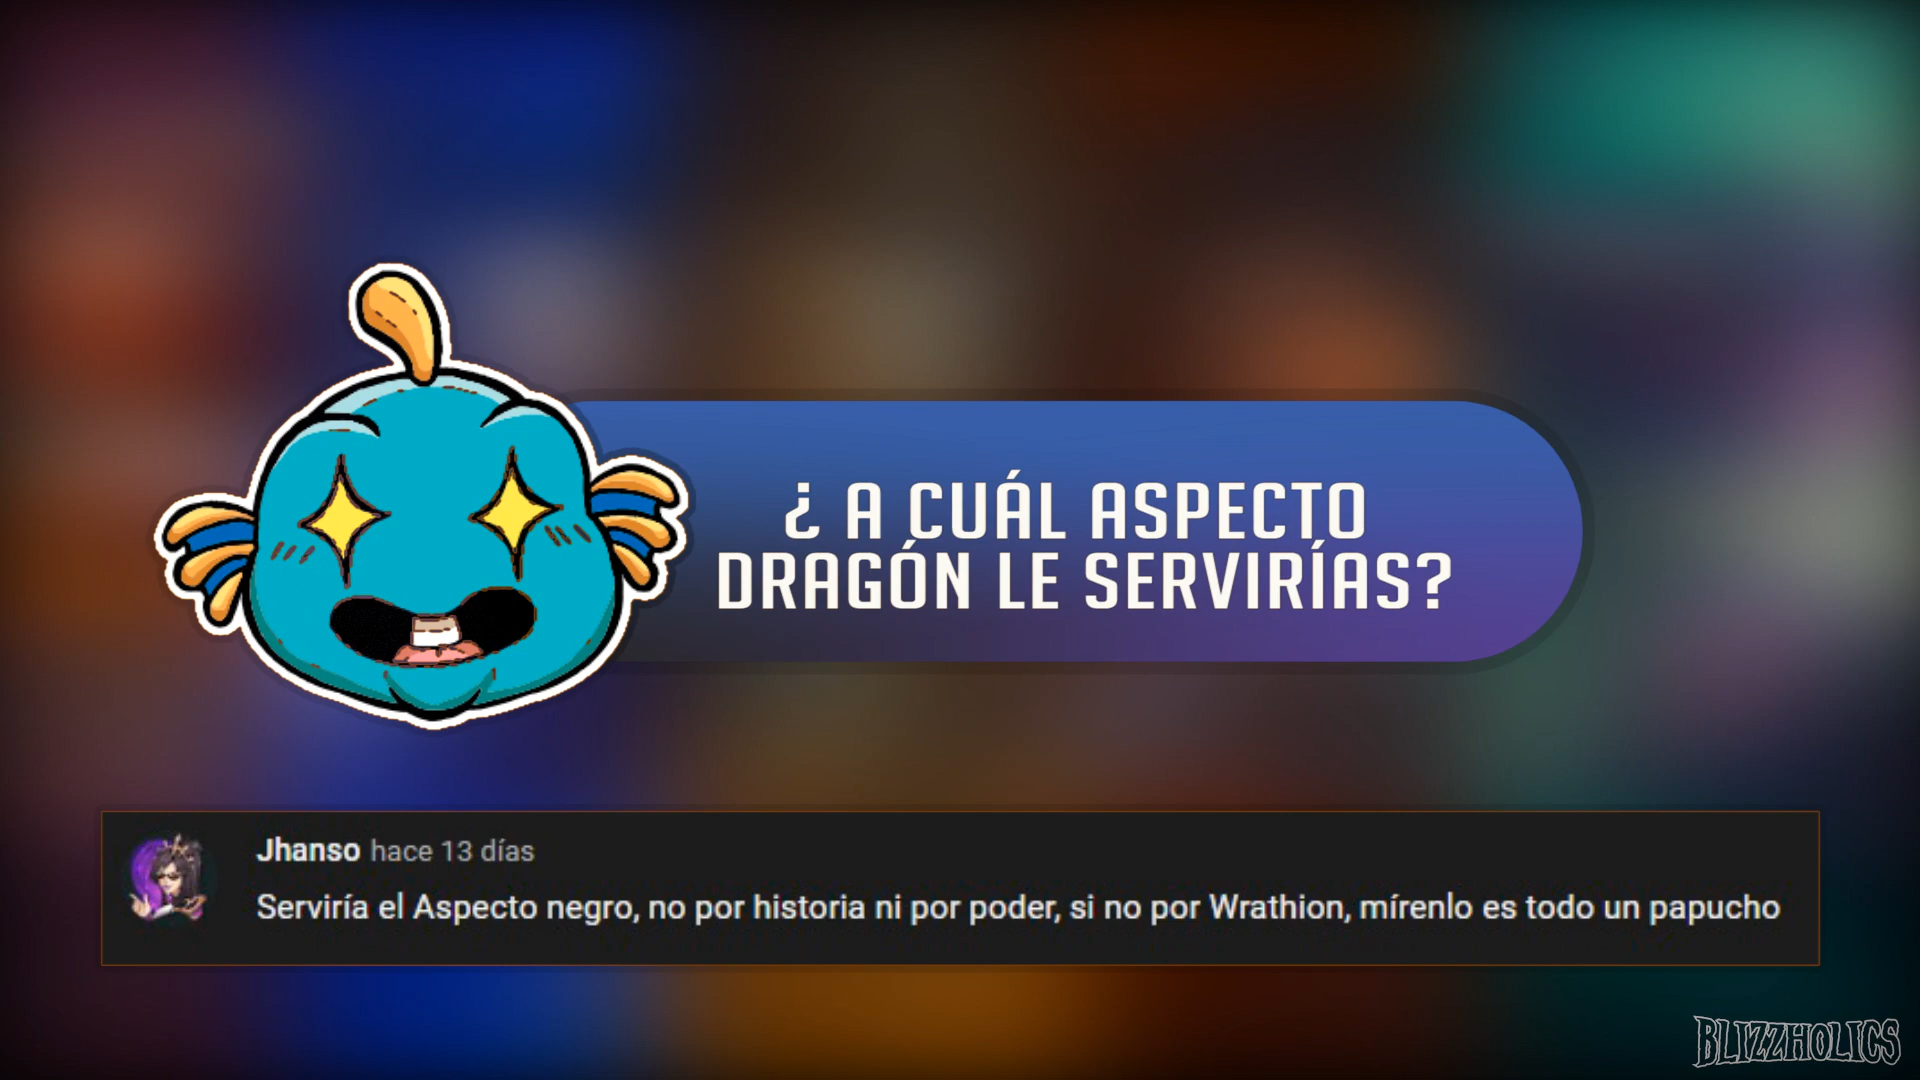 ¿ A CUÁL ASPECTO
DRAGÓN LE SERVIRÍAS?
Jhanso hace 13 días
Serviría el Aspecto negro, no por historia ni por poder, si no por Wrathion, mírenlo es todo un papucho
BLIZZHOLICS